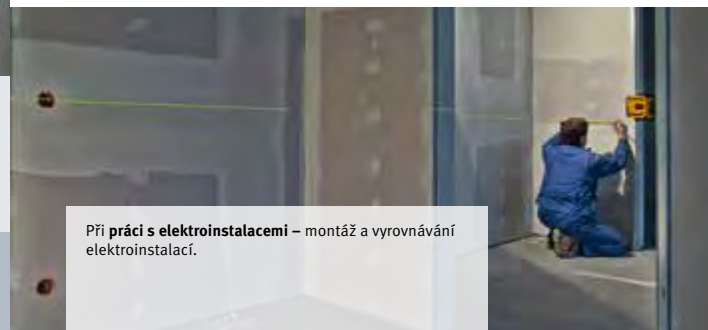 Při práci s elektroinstalacemi – montáž a vyrovnávání
elektroinstalací.